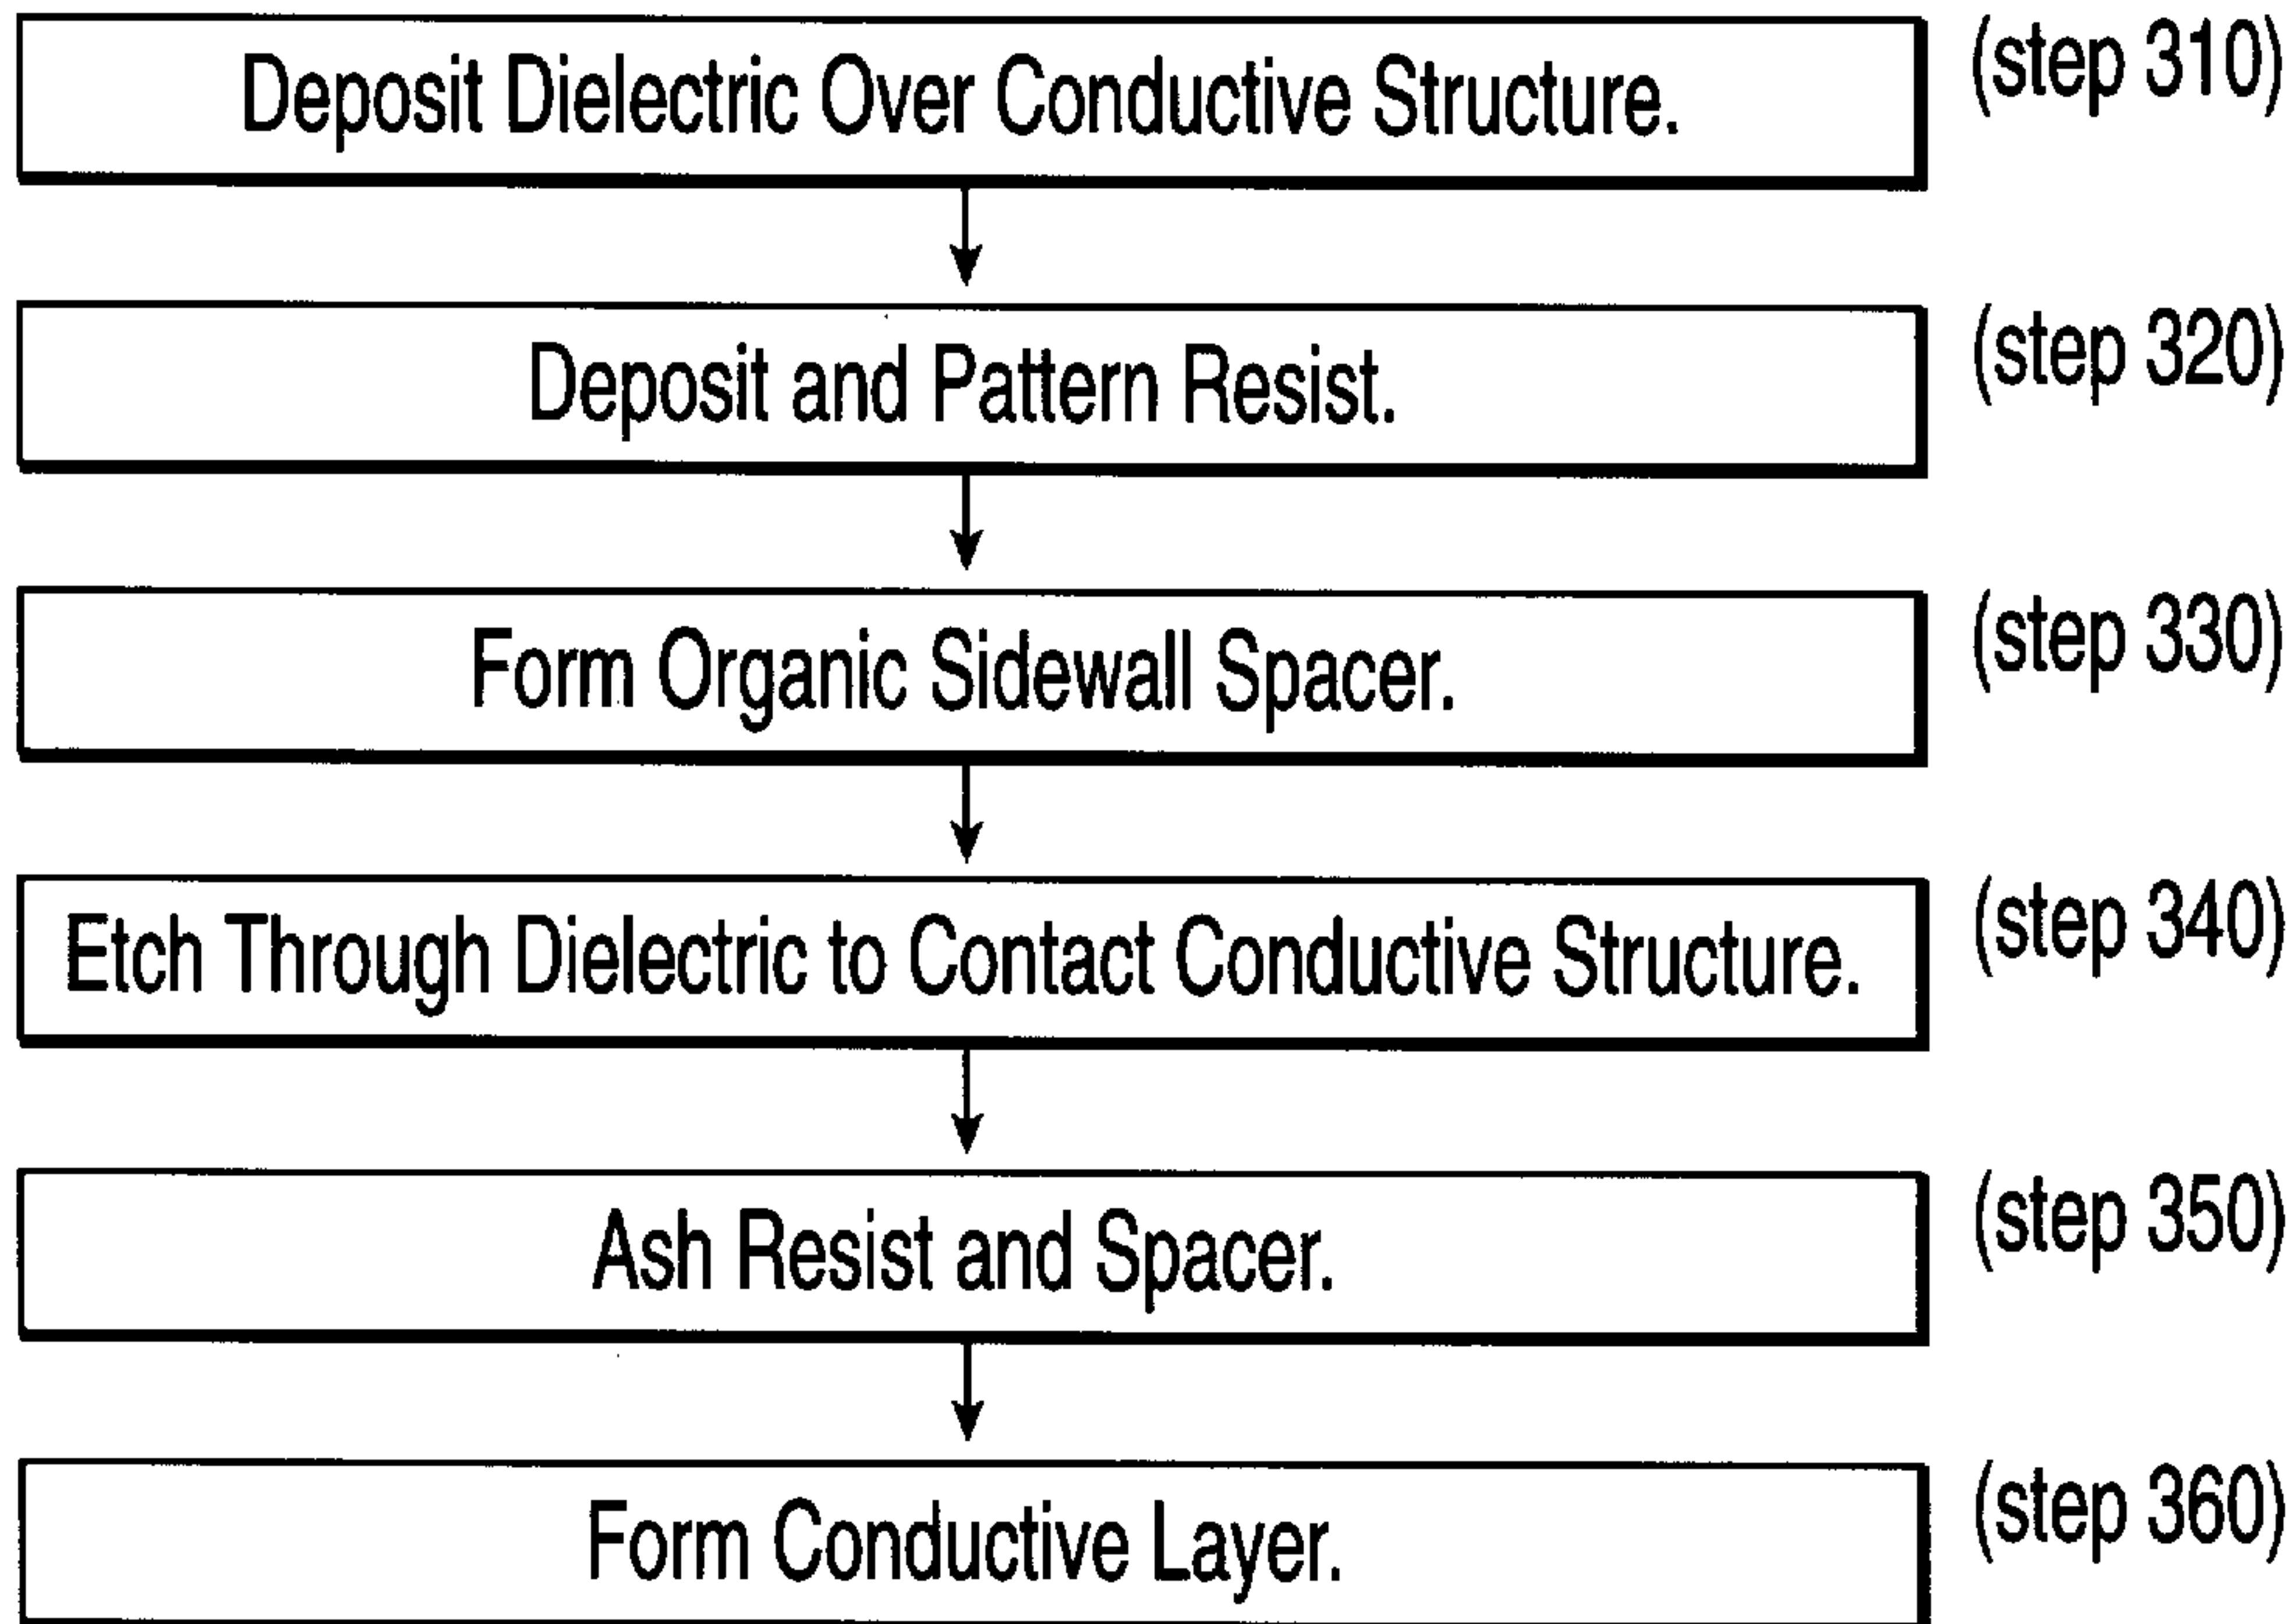 Deposit Dielectric Over Conductive Structure. (step 310)
Deposit and Pattern Resist. (step 320)
Form Organic Sidewall Spacer. (step 330)
Etch Through Dielectric to Contact Conductive Structure. (step 340)
Ash Resist and Spacer. (step 350)
Form Conductive Layer. (step 360)